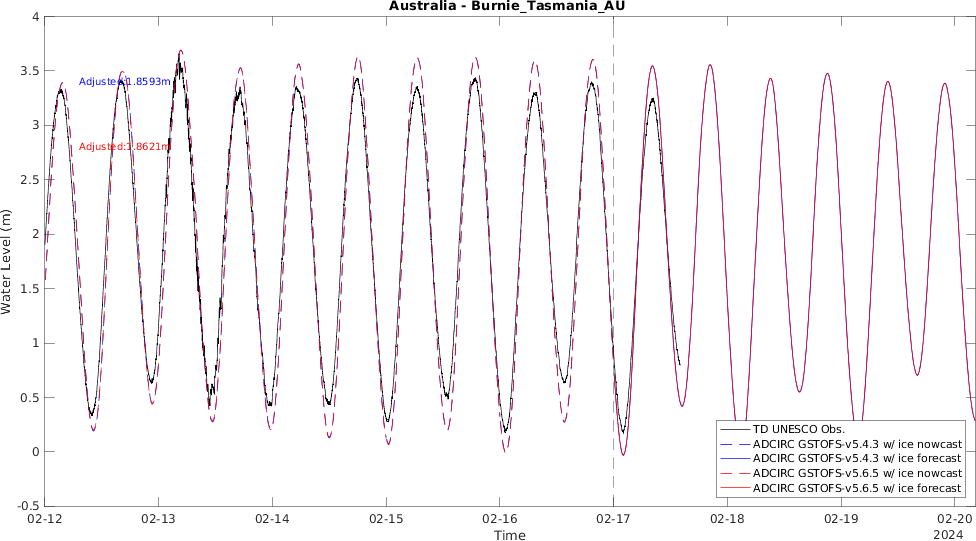 Australia - Burnie_Tasmania_AU
Water Level (m)
4
3.5
3
2.5
2
1.5
1
0.5
0
-0.5
Adjusted:1.8593m
Adjusted:1.8621m
TD UNESCO Obs.
ADCIRC GSTOFS-v5.4.3 w/ ice nowcast
ADCIRC GSTOFS-v5.4.3 w/ ice forecast
ADCIRC GSTOFS-v5.6.5 w/ ice nowcast
ADCIRC GSTOFS-v5.6.5 w/ ice forecast
02-12 02-13 02-14 02-15 02-16 02-17 02-18 02-19 02-20
Time
2024